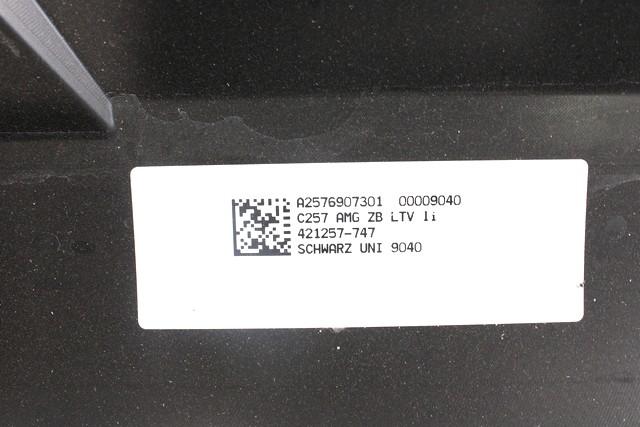 A2576907301 00009040
C257 AMG ZB LTV li
421257-747
SCHWARZ UNI 9040